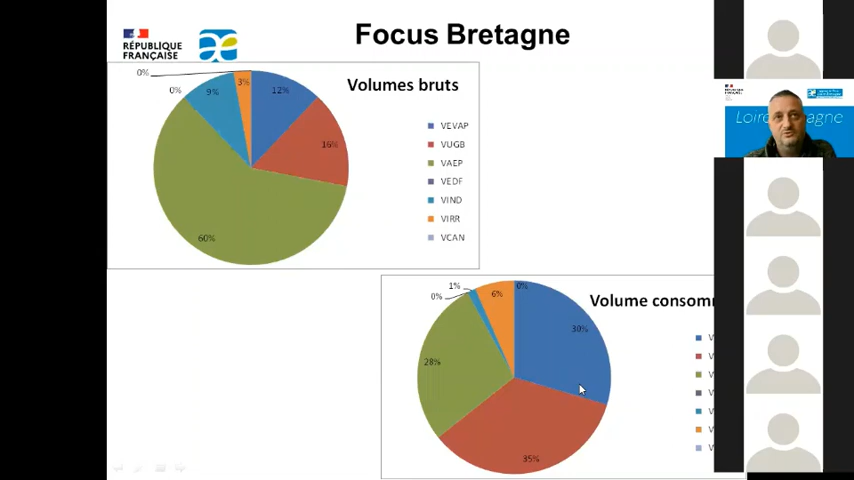 Focus Bretagne
RÉPUBLIQUE
FRANÇAISE
Volumes bruts
0%
0%
9%
3%
12%
16%
60%
VEVAP
VUGB
VAEP
VEDF
VIND
VIRR
VCAN
Volume consomm
1%
0%
6%
0%
30%
28%
35%
V
V
V
V
V
V
V
Loire
agne